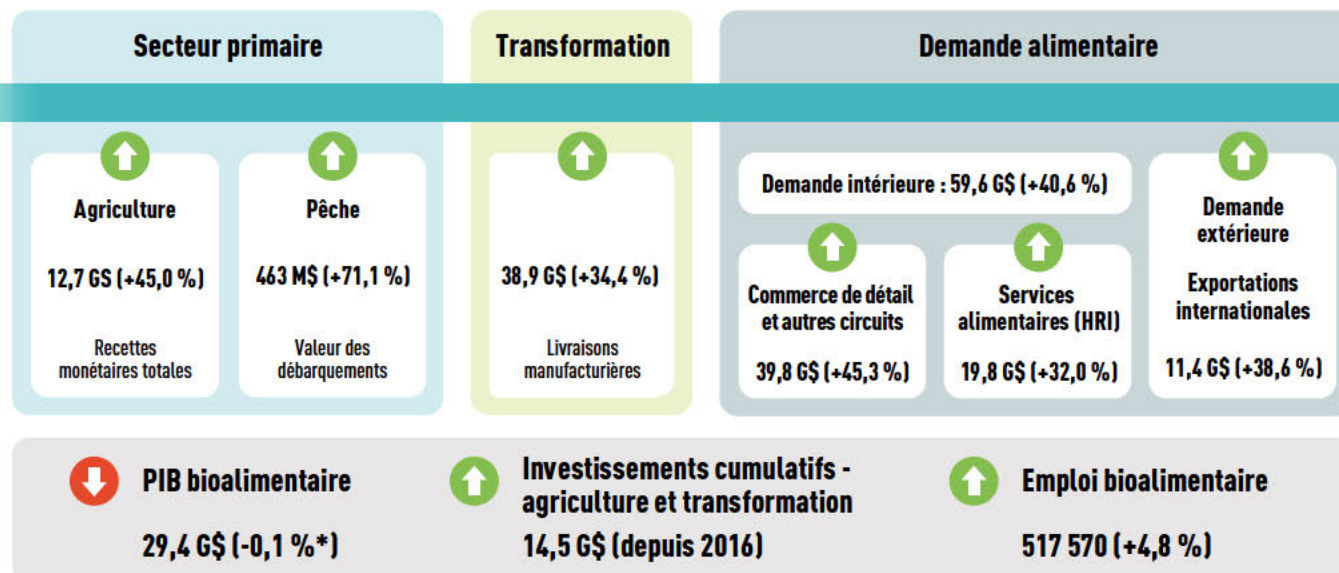 Secteur primaire
Agriculture
12,7 GS (+45,0 %)
Recettes
monétaires totales
Pêche
463 M$ (+71,1 %)
Valeur des
débarquements
Transformation
38,9 G$ (+34,4 %)
Livraisons
manufacturières
Demande alimentaire
Demande intérieure : 59,6 G$ (+40,6 %)
Commerce de détail
et autres circuits
39,8 G$ (+45,3 %)
Services
alimentaires (HRI)
19,8 G$ (+32,0 %)
Demande
extérieure
Exportations
internationales
11,4 G$ (+38,6 %)
PIB bioalimentaire
29,4 G$ (-0,1 %*)
Investissements cumulatifs -
agriculture et transformation
14,5 G$ (depuis 2016)
Emploi bioalimentaire
517 570 (+4,8 %)